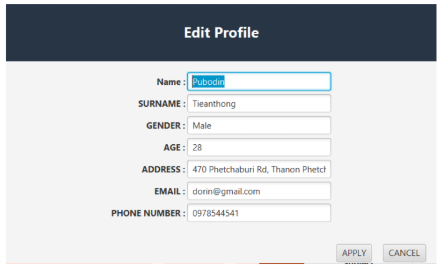 Edit Profile
Name : Pubodin
SURNAME : Tieanthong
GENDER : Male
AGE : 28
ADDRESS : 470 Phetchaburi Rd, Thanon Phetch
EMAIL : dorin@gmail.com
PHONE NUMBER : 0978544541
APPLY CANCEL